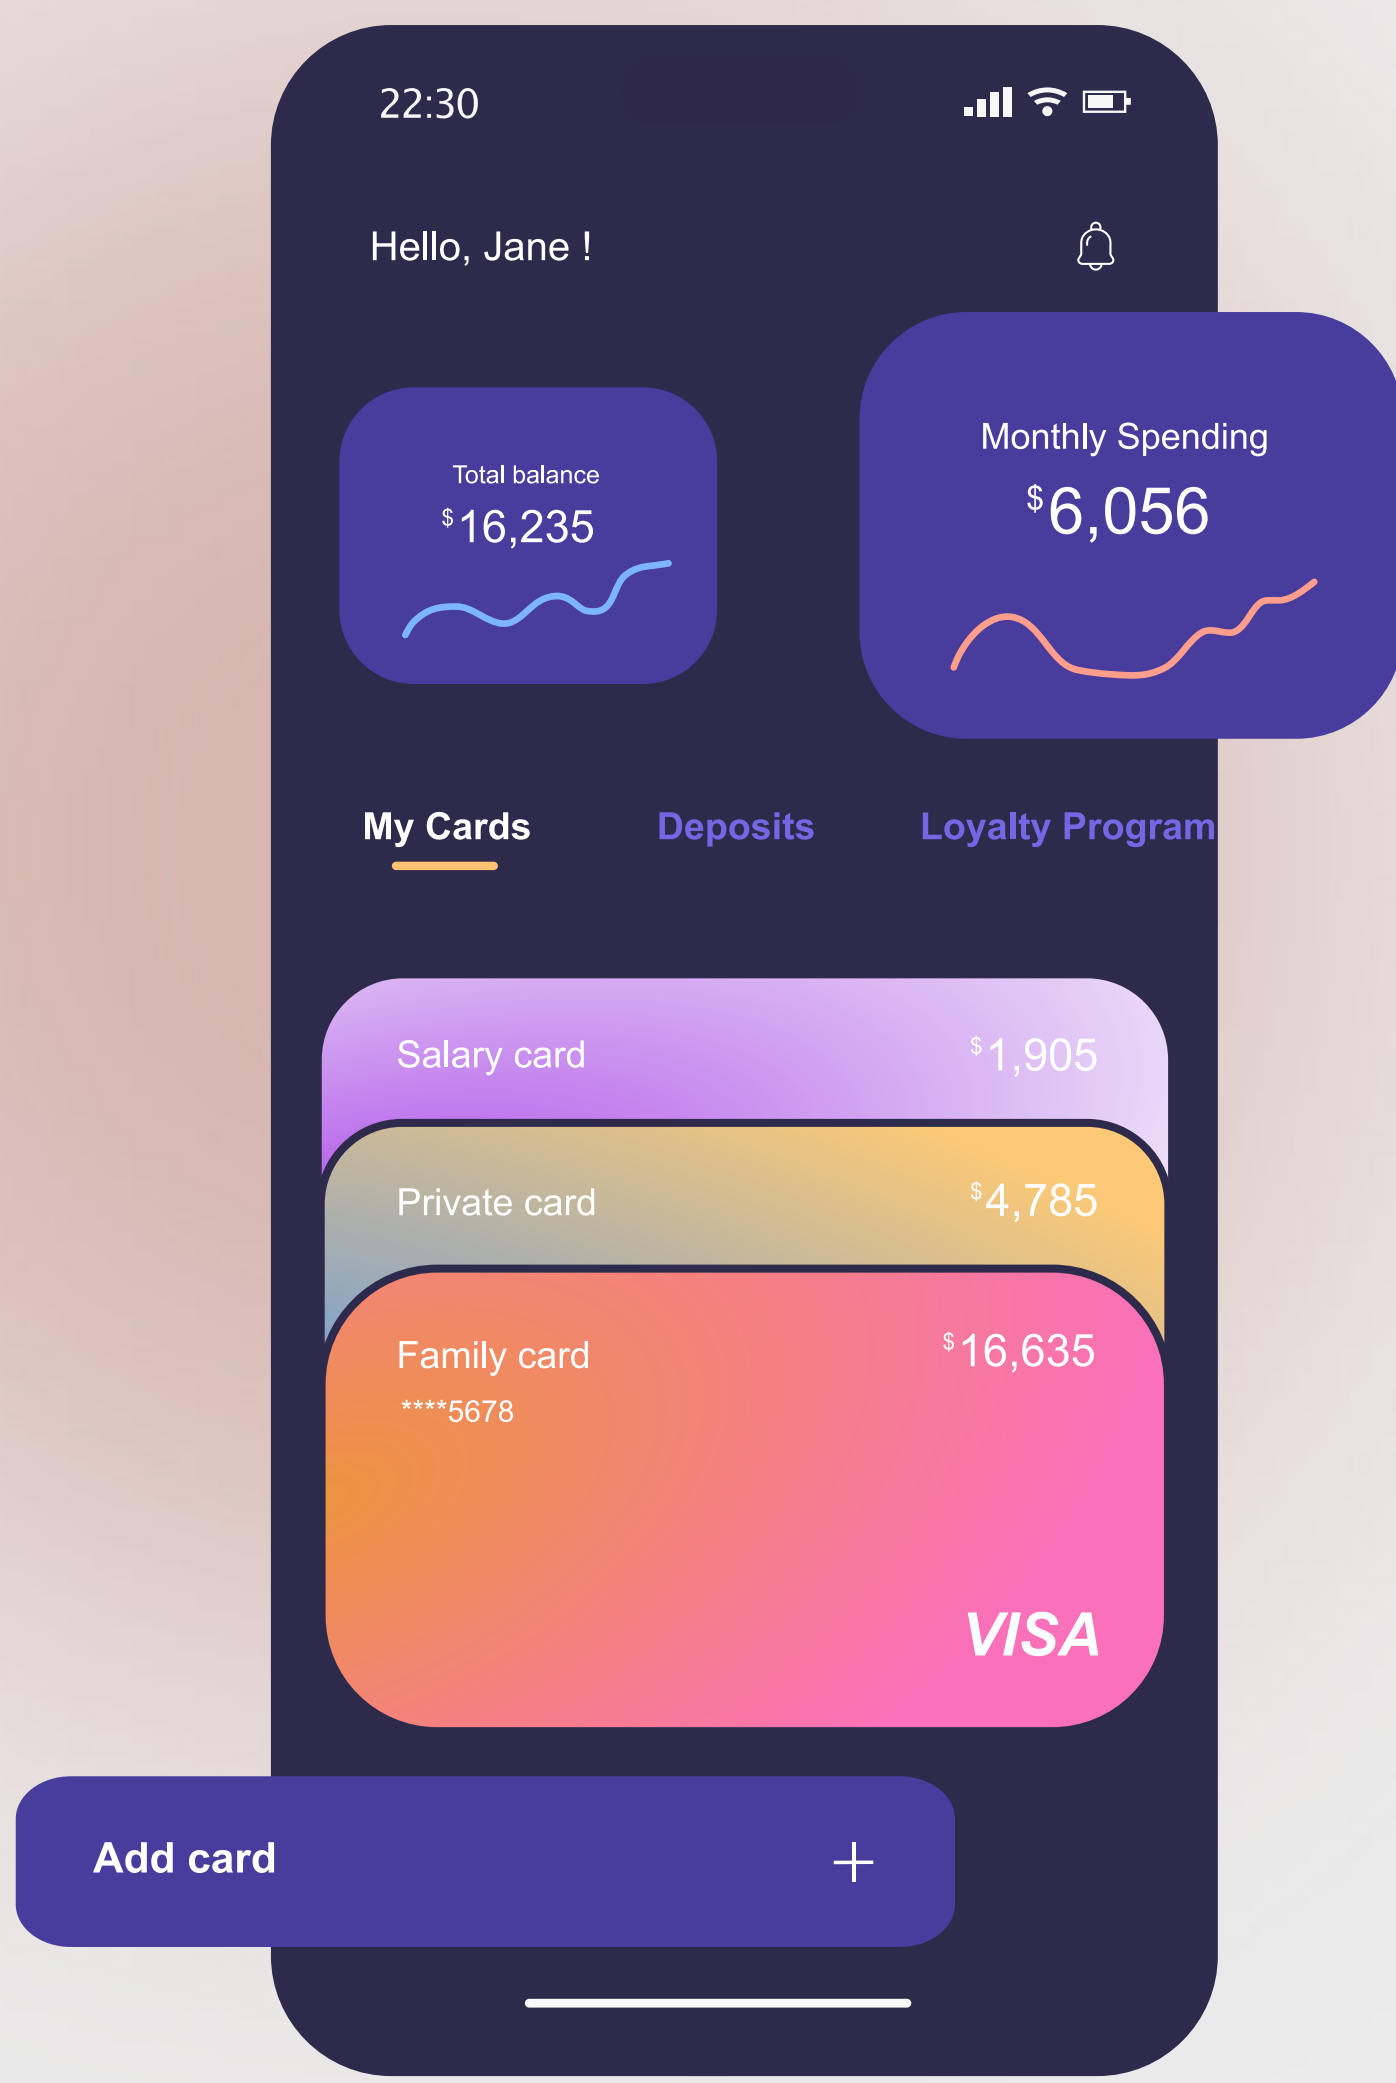 22:30
Hello, Jane !
Total balance
$16,235
Monthly Spending
$6,056
My Cards
Deposits
Loyalty Program
Salary card
$1,905
Private card
$4,785
Family card
$16,635
****5678
VISA
Add card